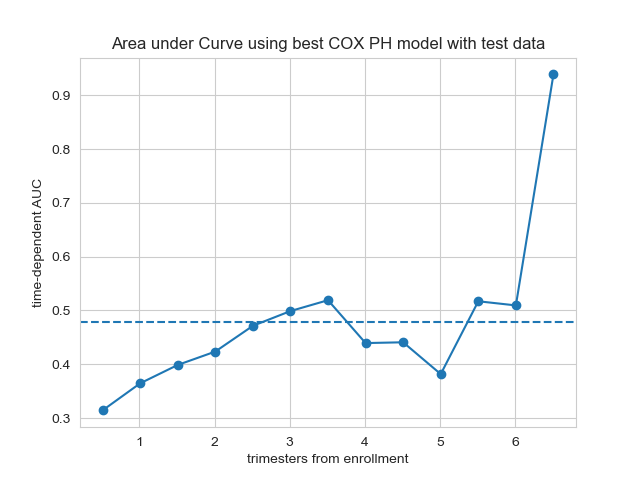 Area under Curve using best COX PH model with test data
time-dependent AUC
0.9
0.8
0.7
0.6
0.5
0.4
0.3
1 2 3 4 5 6
trimesters from enrollment